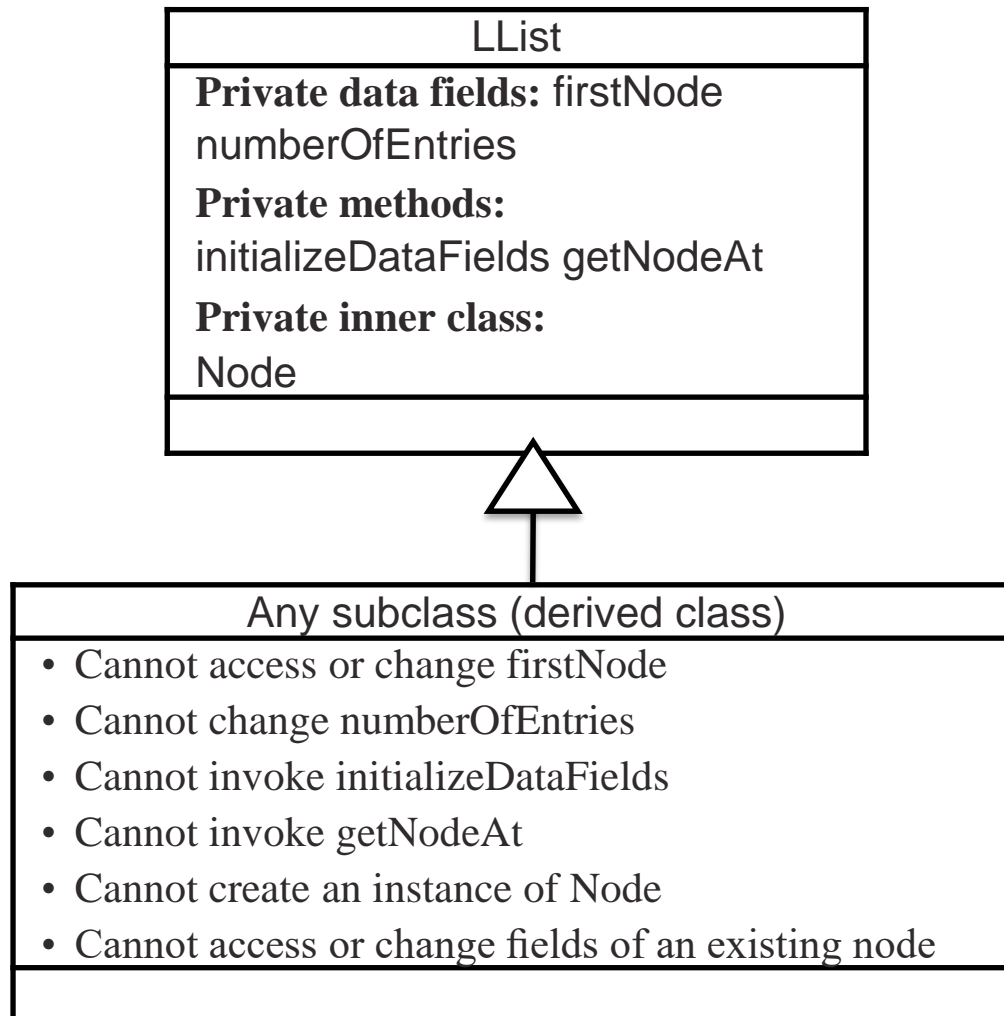 LList
Private data fields: firstNode
numberOfEntries
Private methods:
initializeDataFields getNodeAt
Private inner class:
Node
Any subclass (derived class)
• Cannot access or change firstNode
• Cannot change numberOfEntries
• Cannot invoke initializeDataFields
• Cannot invoke getNodeAt
• Cannot create an instance of Node
• Cannot access or change fields of an existing node